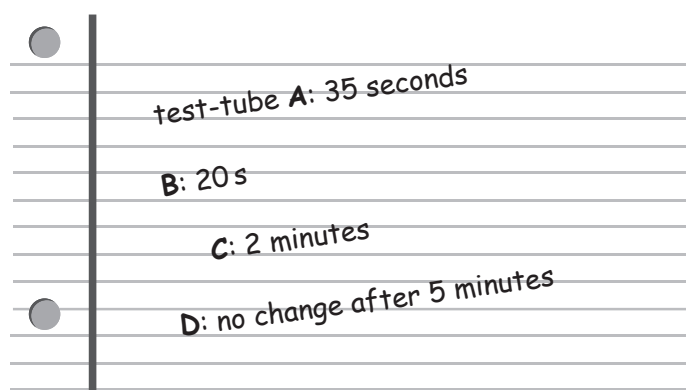 test-tube A: 35 seconds
B: 20 s
C: 2 minutes
D: no change after 5 minutes